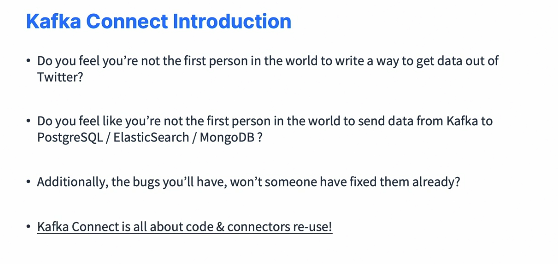 Kafka Connect Introduction
• Do you feel you're not the first person in the world to write a way to get data out of
Twitter?
• Do you feel like you're not the first person in the world to send data from Kafka to
PostgreSQL / ElasticSearch / MongoDB ?
• Additionally, the bugs you'll have, won't someone have fixed them already?
• Kafka Connect is all about code & connectors re-use!